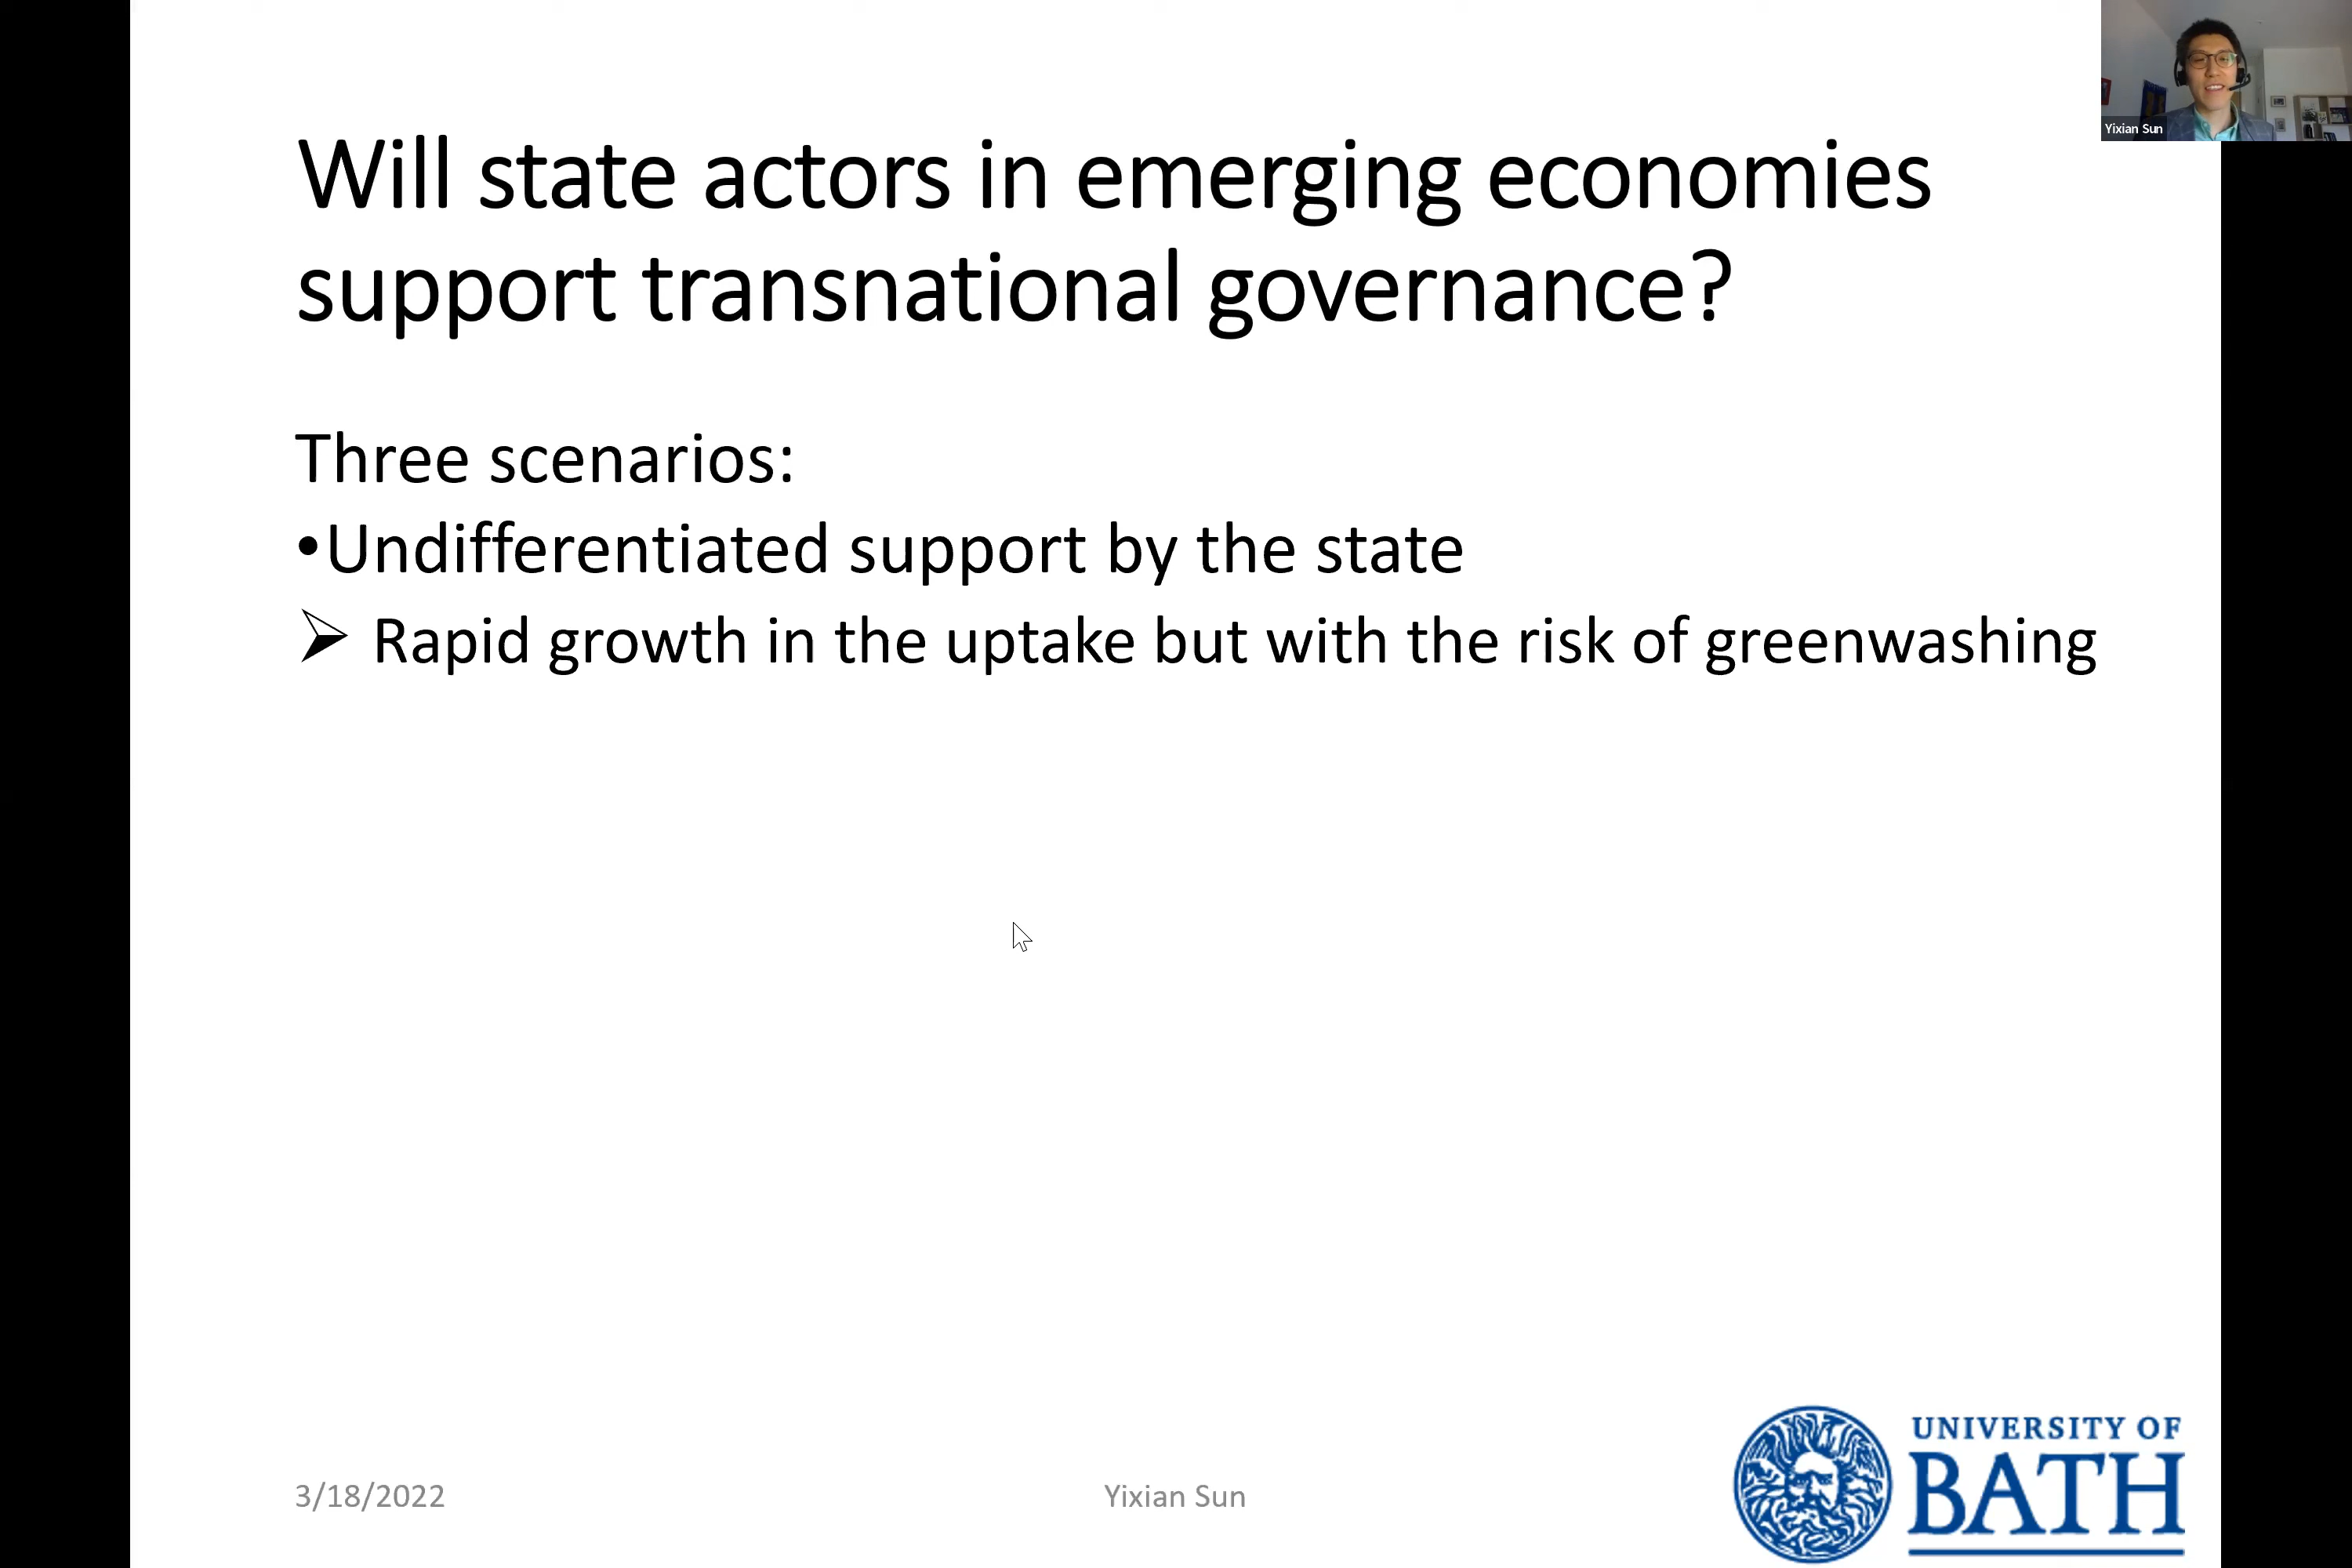 Yixian Sun
Will state actors in emerging economies
support transnational governance?
Three scenarios:
•Undifferentiated support by the state
➢ Rapid growth in the uptake but with the risk of greenwashing
3/18/2022
Yixian Sun
UNIVERSITY OF
BATH